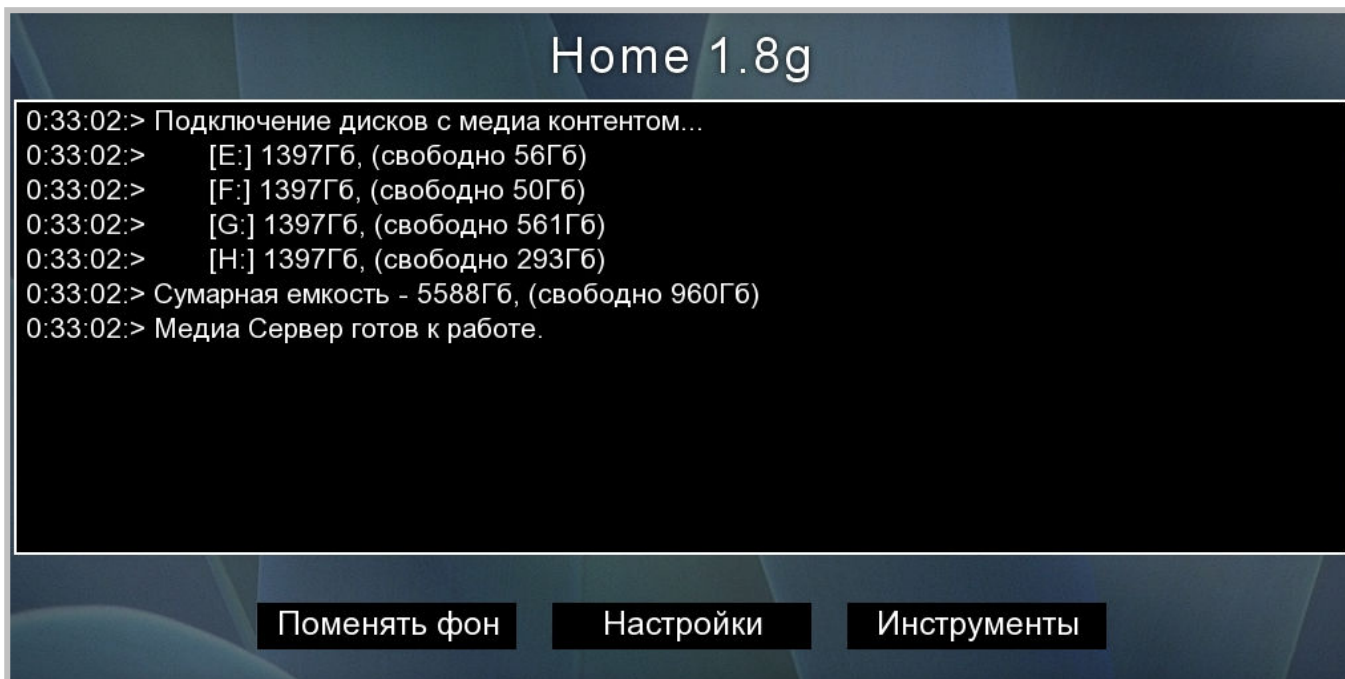 Home 1.8g
0:33:02:> Подключение дисков с медиа контентом...
0:33:02:> [E:] 1397Гб, (свободно 56Гб)
0:33:02:> [F:] 1397Гб, (свободно 50Гб)
0:33:02:> [G:] 1397Гб, (свободно 561Гб)
0:33:02:> [H:] 1397Гб, (свободно 293Гб)
0:33:02:> Сумарная емкость - 5588Гб, (свободно 960Гб)
0:33:02:> Медиа Сервер готов к работе.
Поменять фон Настройки Инструменты